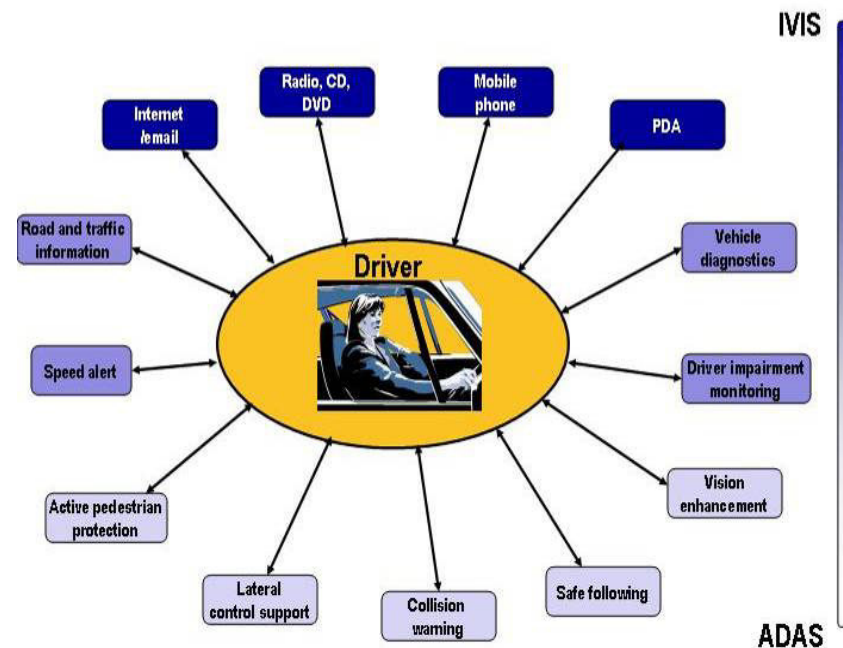 IVIS
Radio, CD,
DVD
Mobile
phone
Internet
/email
PDA
Road and traffic
information
Vehicle
diagnostics
Driver
Speed alert
Driver impairment
monitoring
Active pedestrian
protection
Vision
enhancement
Lateral
control support
Collision
warning
Safe following
ADAS